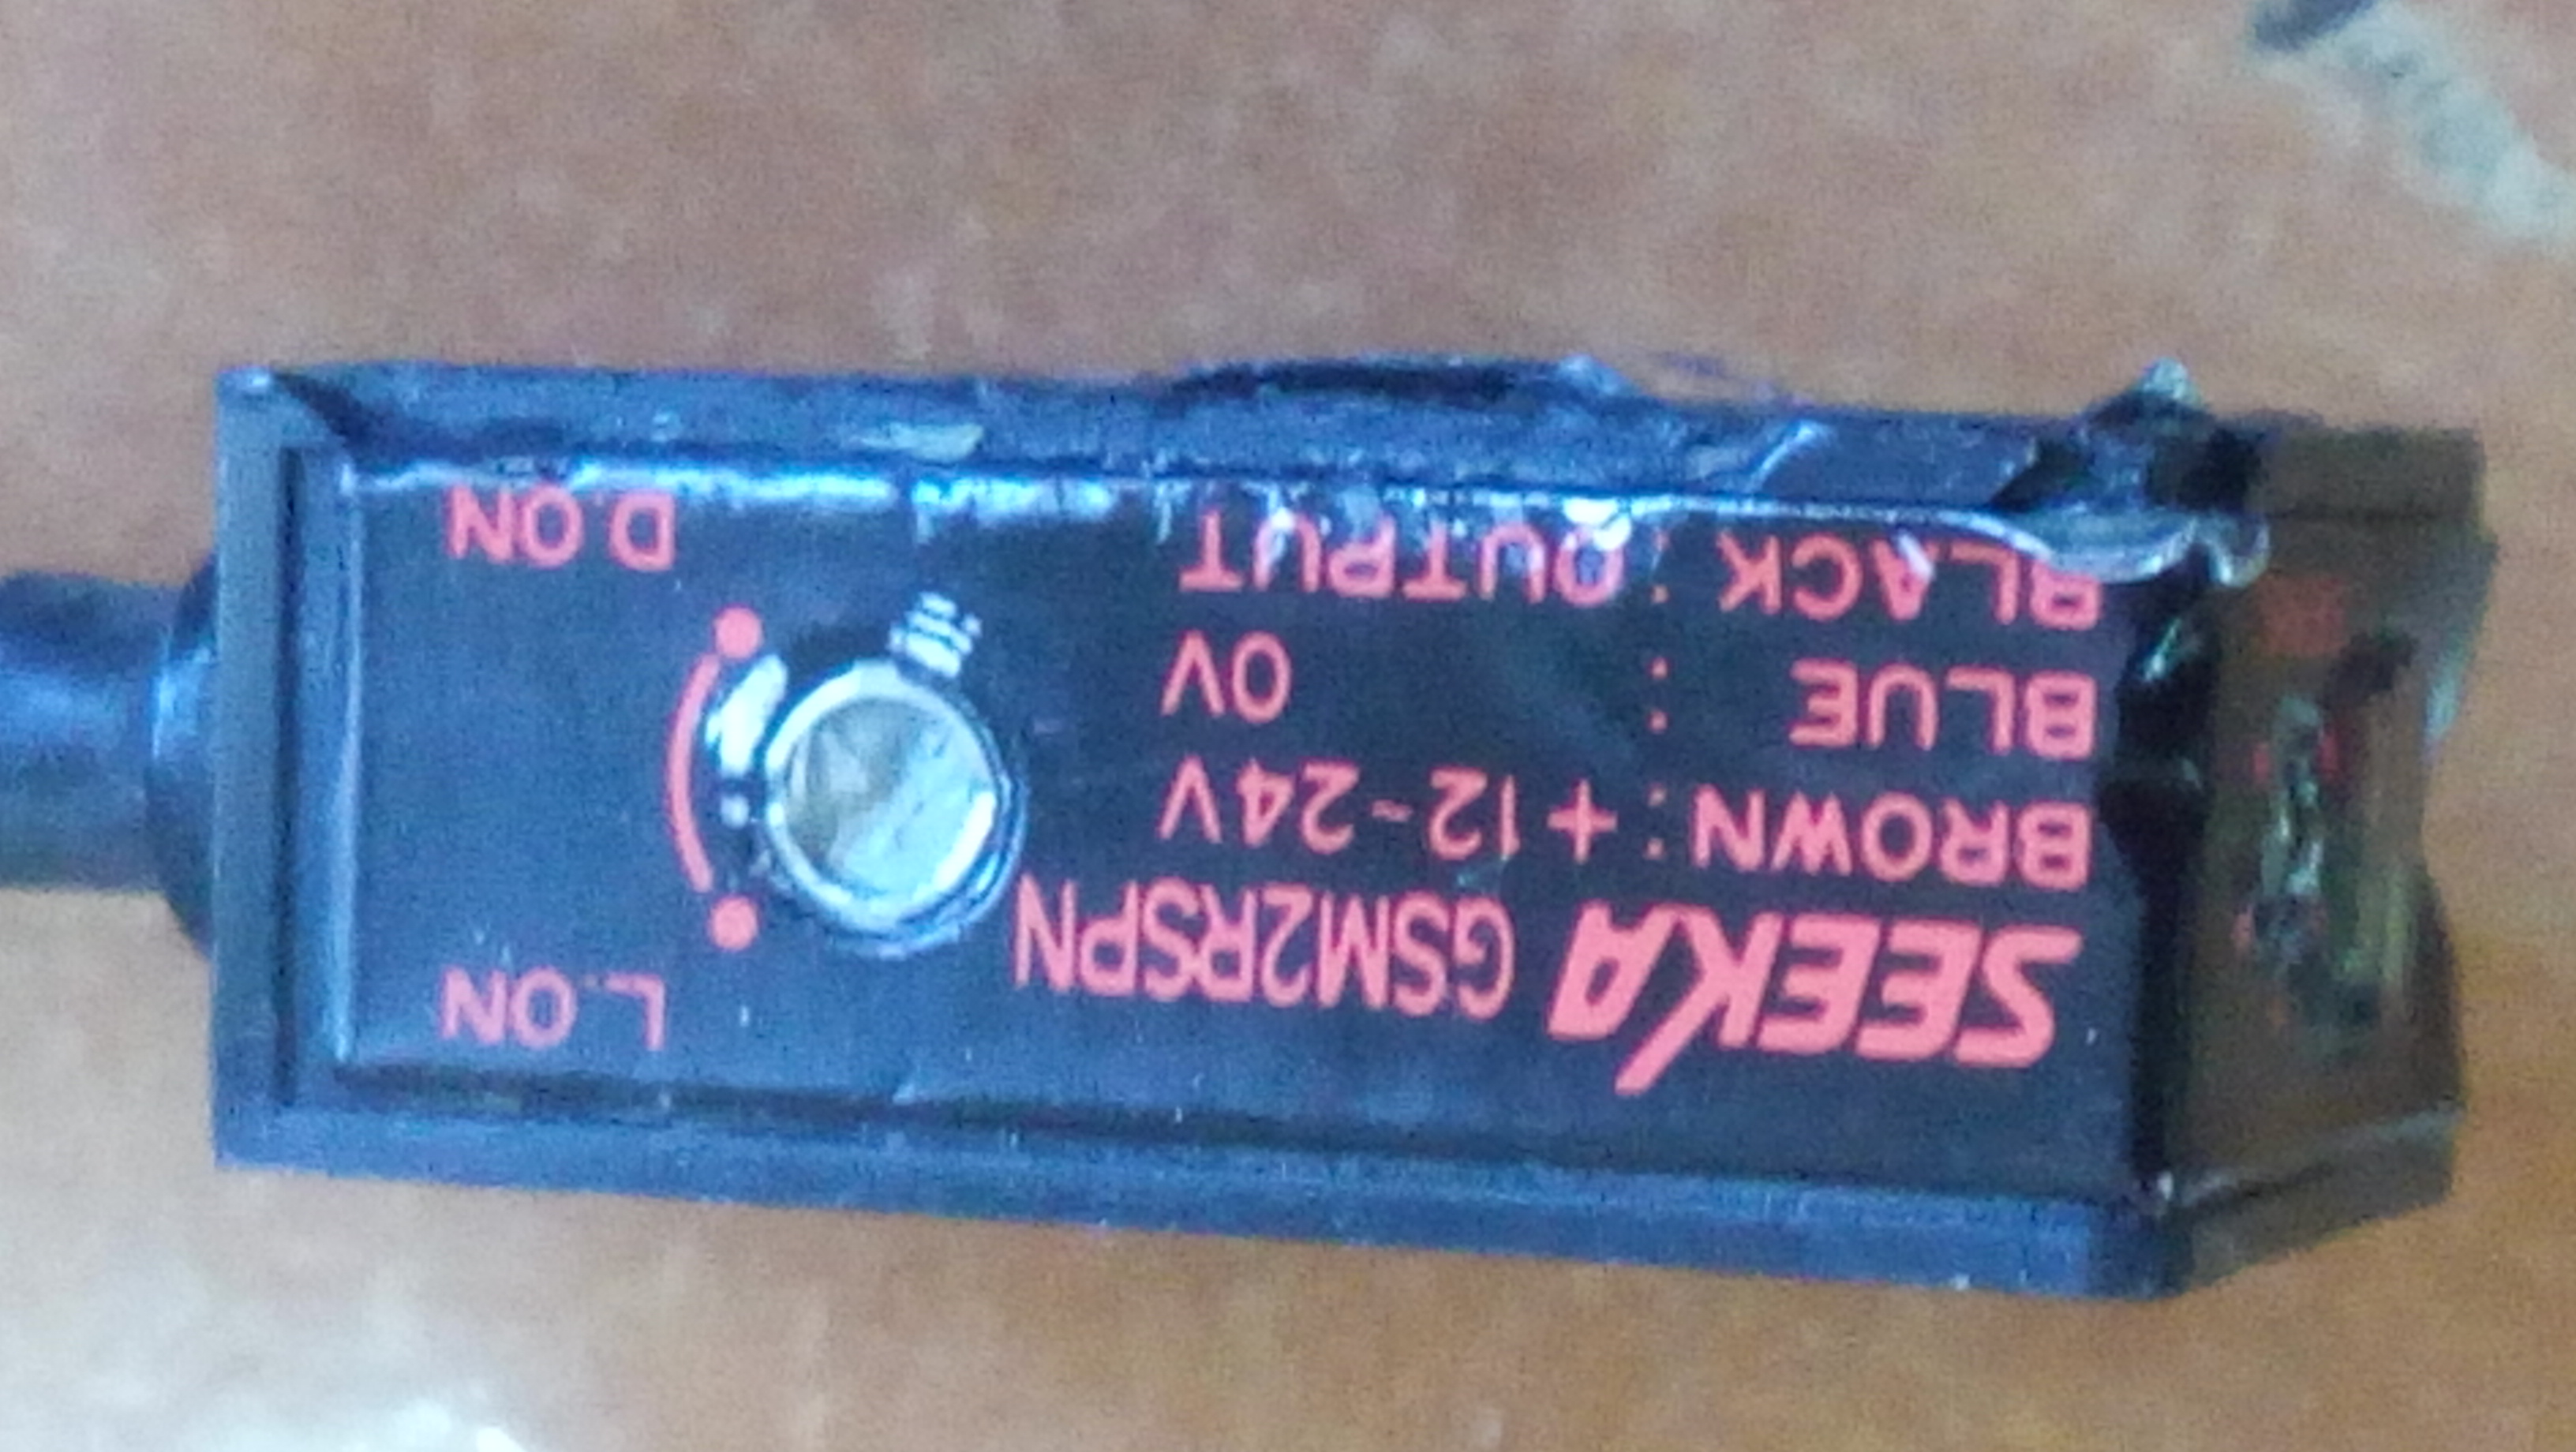 SEEKA GSM2RSPN
BROWN : +12~24V
BLUE : 0V
BLACK : OUTPUT
L.ON
D.ON